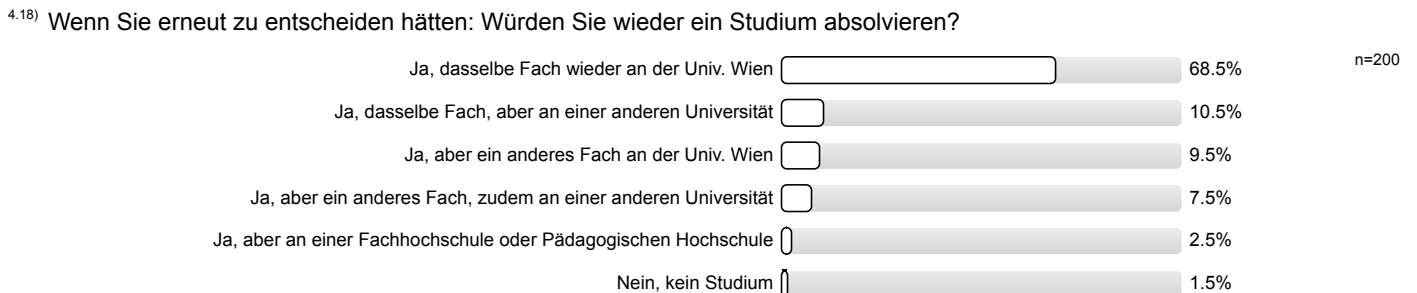 4.18) Wenn Sie erneut zu entscheiden hätten: Würden Sie wieder ein Studium absolvieren?
Ja, dasselbe Fach wieder an der Univ. Wien 68.5% n=200
Ja, dasselbe Fach, aber an einer anderen Universität 10.5%
Ja, aber ein anderes Fach an der Univ. Wien 9.5%
Ja, aber ein anderes Fach, zudem an einer anderen Universität 7.5%
Ja, aber an einer Fachhochschule oder Pädagogischen Hochschule 2.5%
Nein, kein Studium 1.5%